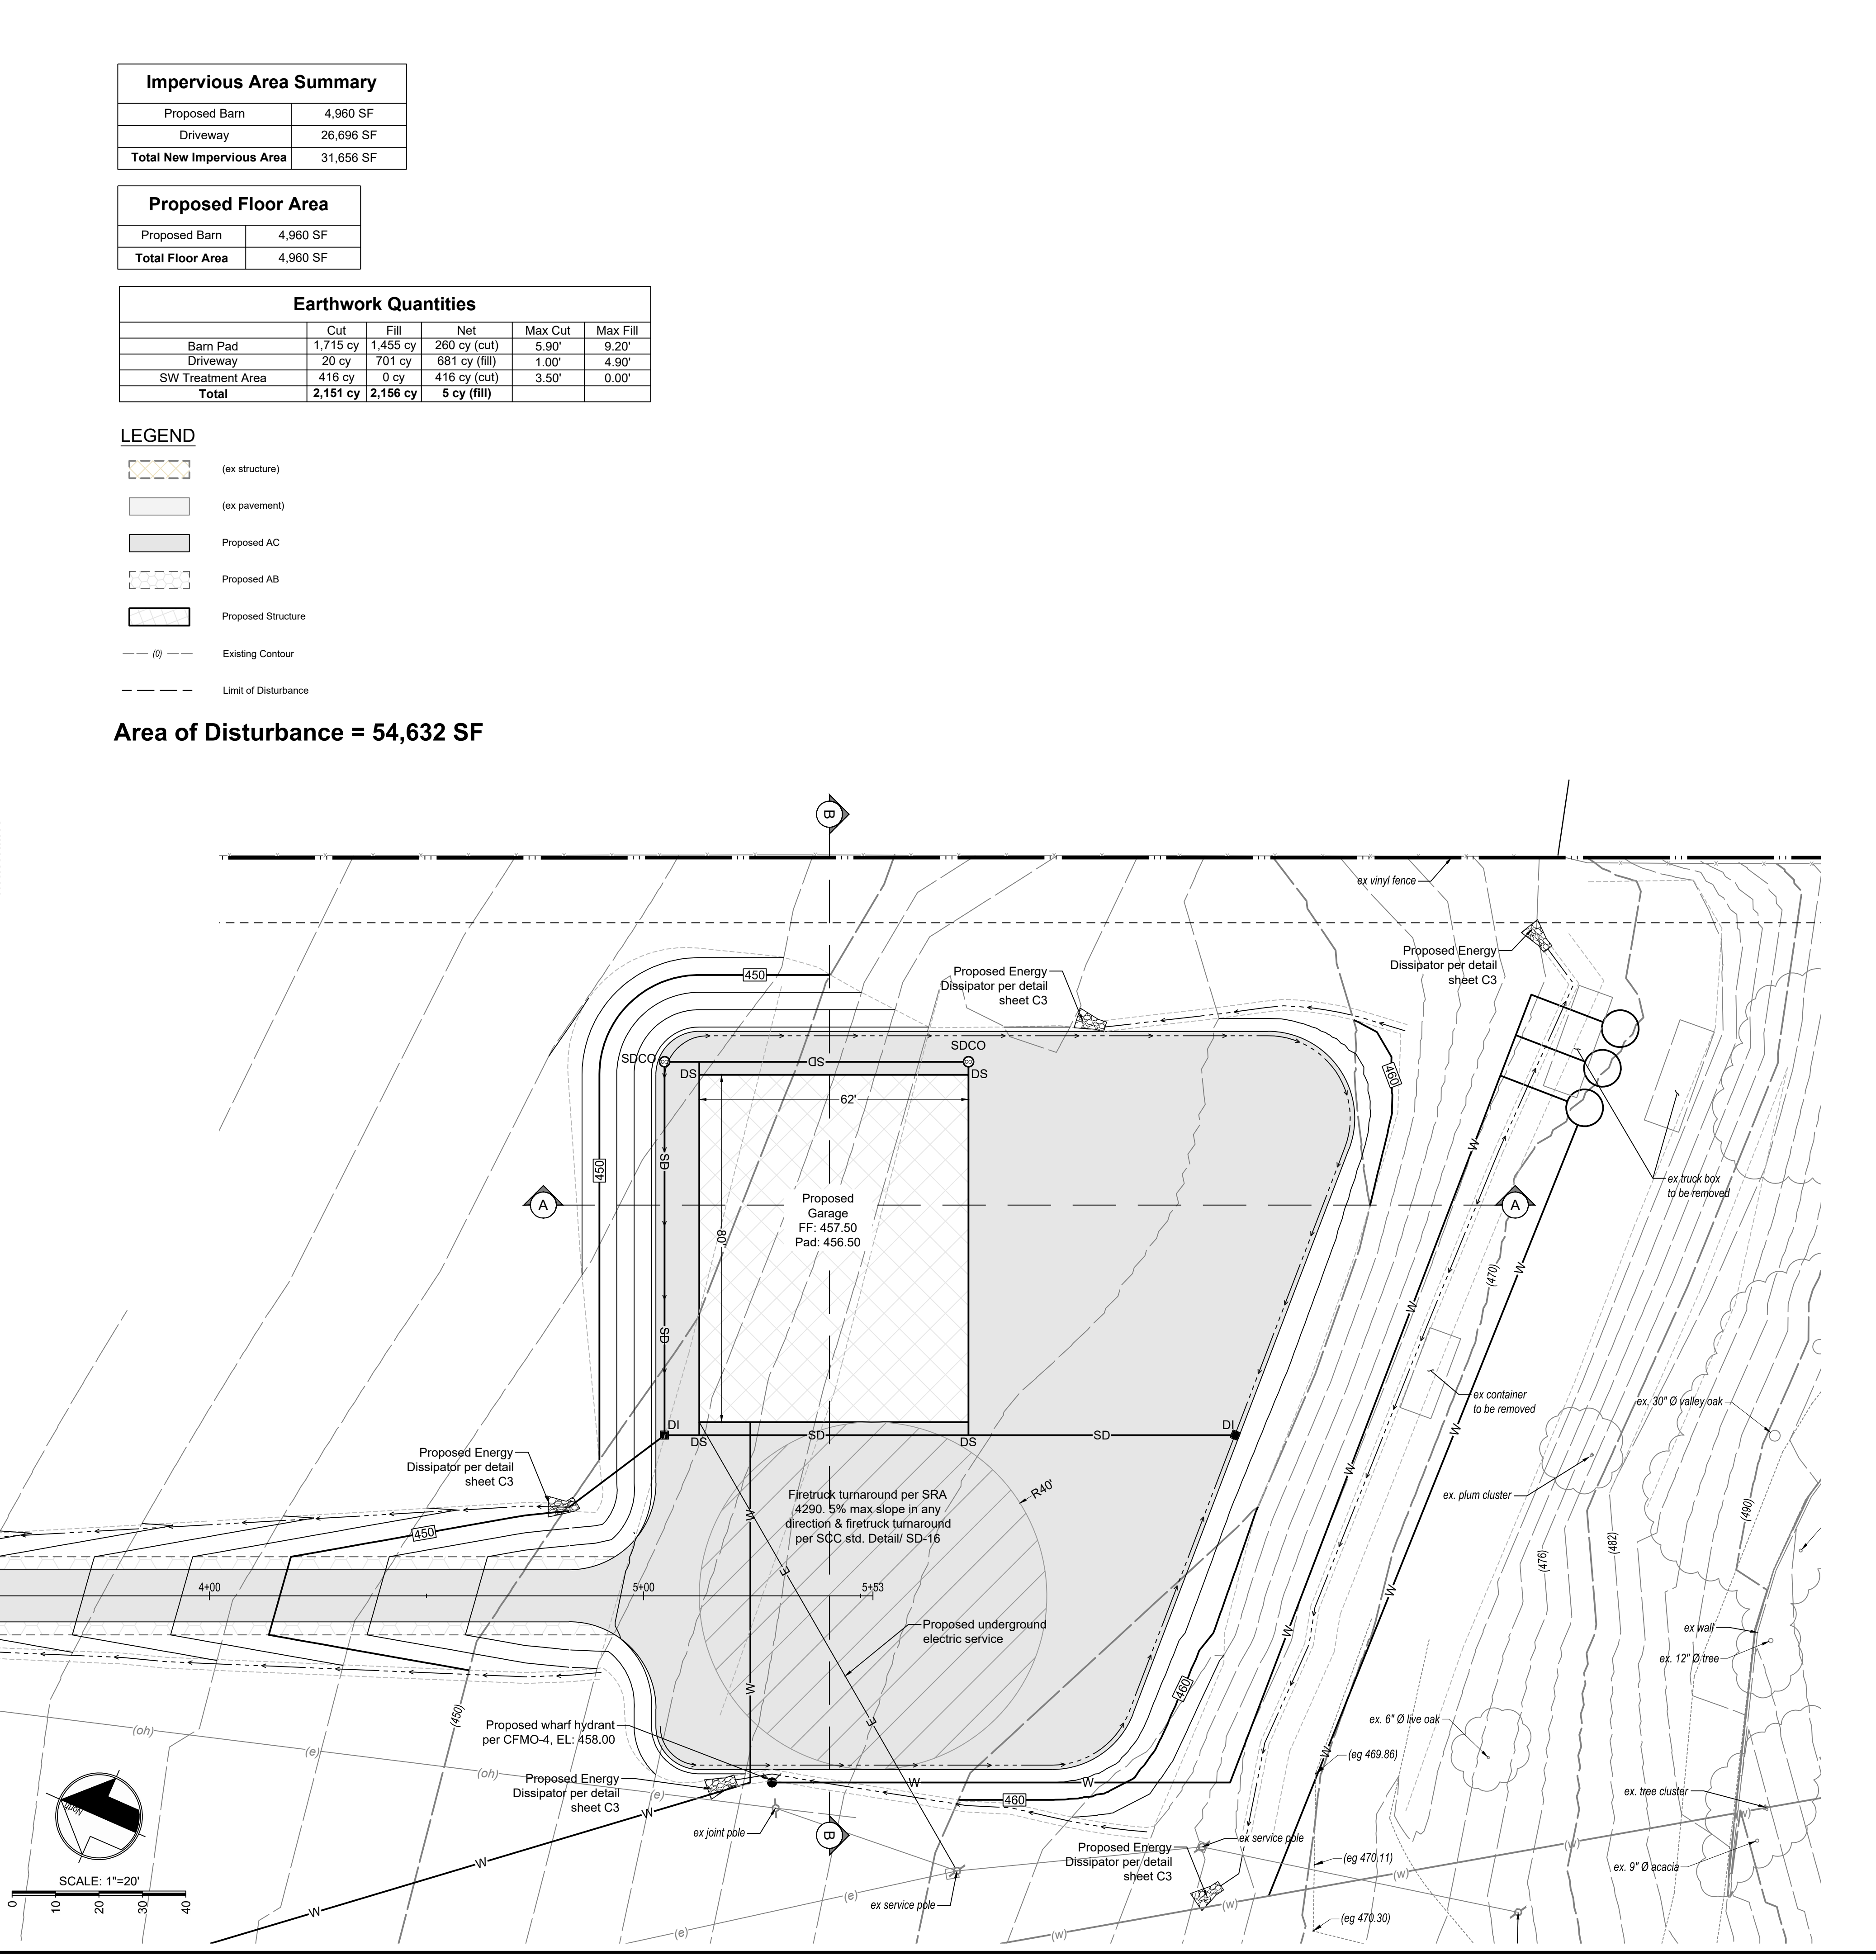 Impervious Area Summary
Proposed Barn 4,960 SF
Driveway 26,696 SF
Total New Impervious Area 31,656 SF
Proposed Floor Area
Proposed Barn 4,960 SF
Total Floor Area 4,960 SF
Earthwork Quantities
Cut Fill Net Max Cut Max Fill
Barn Pad 1,715 cy 1,455 cy 260 cy (cut) 5.90' 9.20'
Driveway 20 cy 701 cy 681 cy (fill) 1.00' 4.90'
SW Treatment Area 416 cy 0 cy 416 cy (cut) 3.50' 0.00'
Total 2,151 cy 2,156 cy 5 cy (fill)
LEGEND
(ex structure)
(ex pavement)
Proposed AC
Proposed AB
Proposed Structure
(0) Existing Contour
Limit of Disturbance
Area of Disturbance = 54,632 SF
B
ex vinyl fence
Proposed Energy
Dissipator per detail
sheet C3
Proposed Energy
Dissipator per detail
sheet C3
450
SDCO
SD
SDCO
DS
DS
62'
460
450
SD
W
80'
A
Proposed
Garage
FF: 457.50
Pad: 456.50
A
ex truck box
to be removed
(470)
W
W
SD
ex container
to be removed
ex. 30" Ø valley oak
DI
DS
SD
DS
SD
DI
W
Proposed Energy
Dissipator per detail
sheet C3
W
R40'
ex. plum cluster
Firetruck turnaround per SRA
4290. 5% max slope in any
direction & firetruck turnaround
per SCC std. Detail/ SD-16
W
(490)
(482)
(476)
450
E
4+00
5+00
5+53
W
W
Proposed underground
electric service
ex wall
ex. 12" Ø tree
W
460
(450)
E
ex. 6" Ø live oak
Proposed wharf hydrant
per CFMO-4, EL: 458.00
(oh)
(e)
W
(eg 469.86)
(oh)
Proposed Energy
Dissipator per detail
sheet C3
(e)
W
W
460
ex. tree cluster
North
W
ex joint pole
B
ex service pole
(w)
(w)
Proposed Energy
Dissipator per detail
sheet C3
(eg 470.11)
(w)
ex. 9" Ø acacia
W
SCALE: 1"=20'
0 10 20 30 40
W
(e)
ex service pole
(w)
(eg 470.30)
(e)
(w)